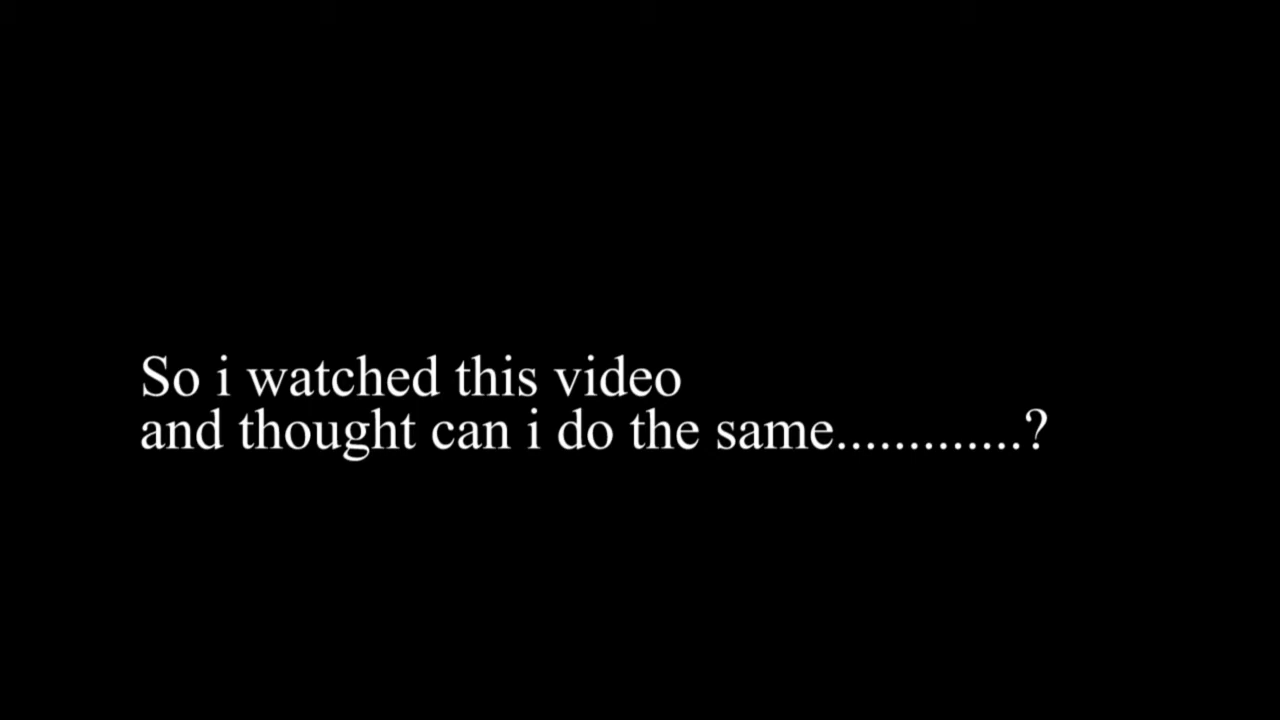 So i watched this video
and thought can i do the same.............?